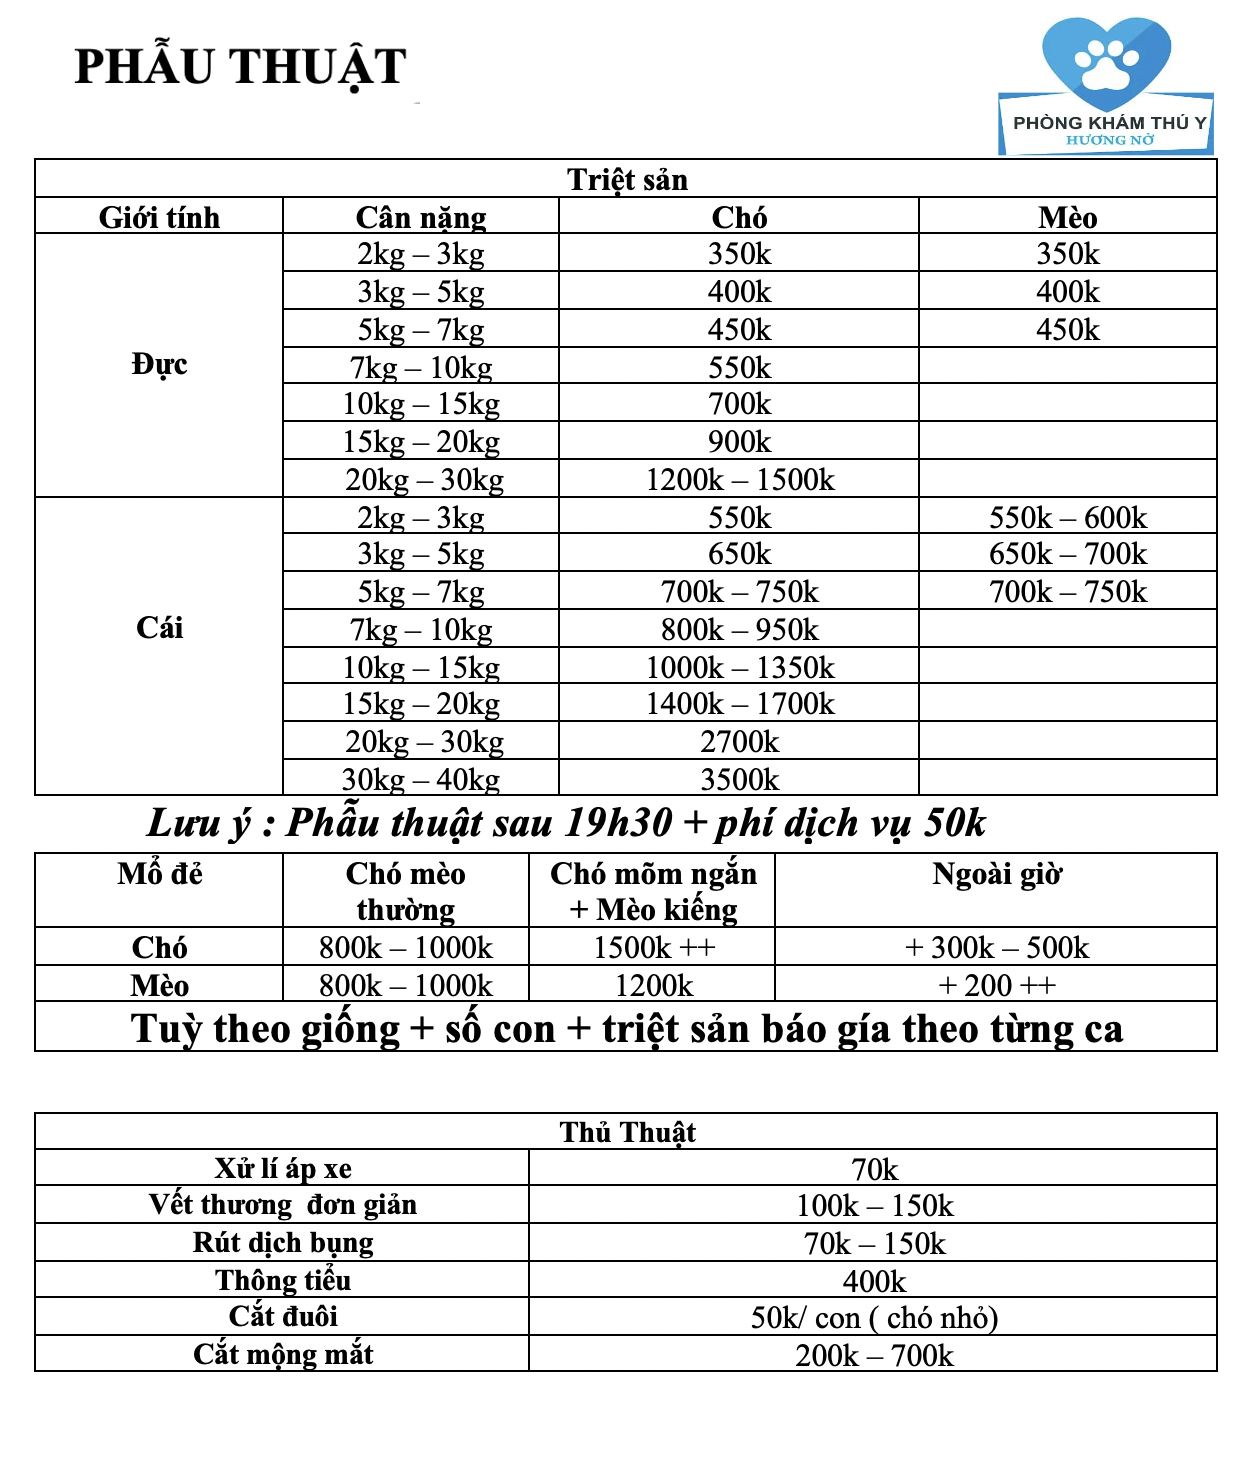 PHẪU THUẬT
PHÒNG KHÁM THÚ Y
HƯƠNG NỞ
Triệt sản
Giới tính Cân nặng Chó Mèo
Đực
2kg – 3kg 350k 350k
3kg – 5kg 400k 400k
5kg – 7kg 450k 450k
7kg – 10kg 550k
10kg – 15kg 700k
15kg – 20kg 900k
20kg – 30kg 1200k – 1500k
Cái
2kg – 3kg 550k 550k – 600k
3kg – 5kg 650k 650k – 700k
5kg – 7kg 700k – 750k 700k – 750k
7kg – 10kg 800k – 950k
10kg – 15kg 1000k – 1350k
15kg – 20kg 1400k – 1700k
20kg – 30kg 2700k
30kg – 40kg 3500k
Lưu ý : Phẫu thuật sau 19h30 + phí dịch vụ 50k
Mổ đẻ Chó mèo Chó mõm ngắn Ngoài giờ
thường + Mèo kiếng
Chó 800k – 1000k 1500k ++ + 300k – 500k
Mèo 800k – 1000k 1200k + 200 ++
Tuỳ theo giống + số con + triệt sản báo gía theo từng ca
Thủ Thuật
Xử lí áp xe 70k
Vết thương đơn giản 100k – 150k
Rút dịch bụng 70k – 150k
Thông tiểu 400k
Cắt đuôi 50k/ con ( chó nhỏ)
Cắt mộng mắt 200k – 700k